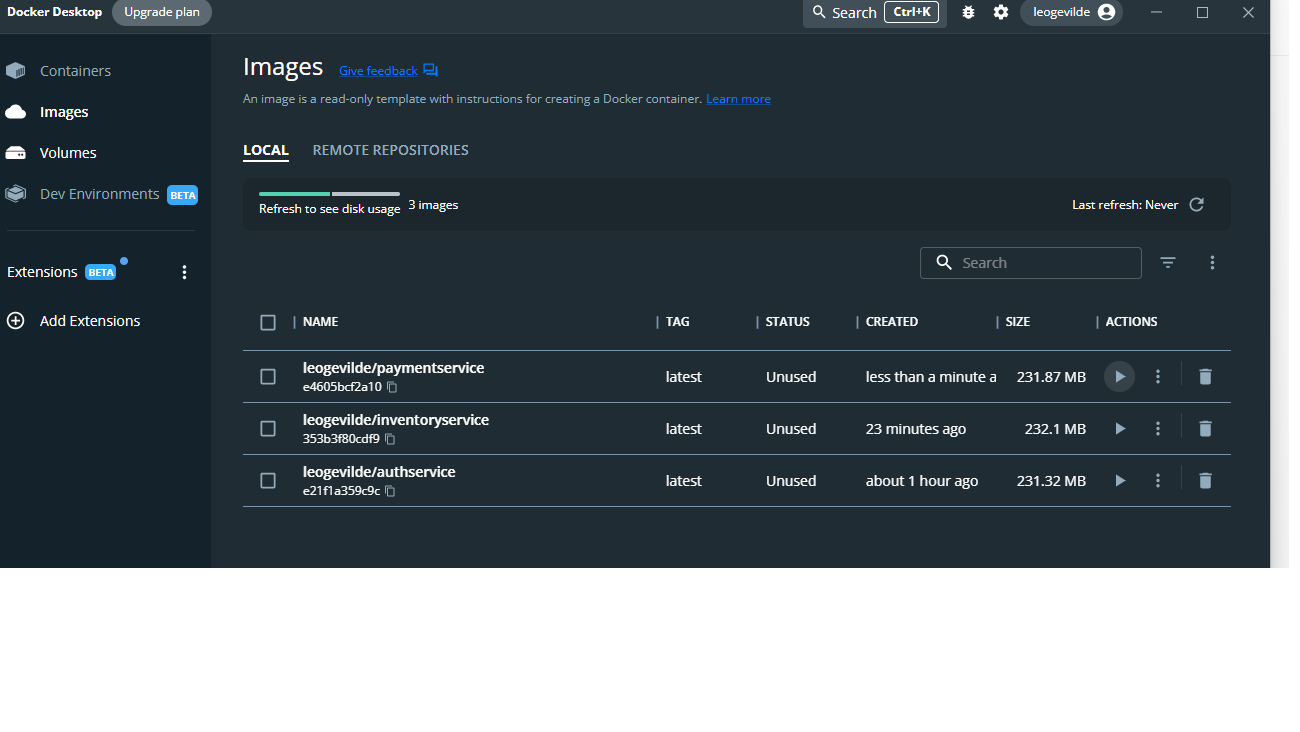 Docker Desktop Upgrade plan Search Ctrl+K leogevilde
Containers
Images
Volumes
Dev Environments BETA
Extensions BETA
Add Extensions
Images Give feedback
An image is a read-only template with instructions for creating a Docker container. Learn more
LOCAL REMOTE REPOSITORIES
Refresh to see disk usage 3 images Last refresh: Never
Search
NAME TAG STATUS CREATED SIZE ACTIONS
leogevilde/paymentservice latest Unused less than a minute a 231.87 MB
e4605bcf2a10
leogevilde/inventoryservice latest Unused 23 minutes ago 232.1 MB
353b3f80cdf9
leogevilde/authservice latest Unused about 1 hour ago 231.32 MB
e21f1a359c9c